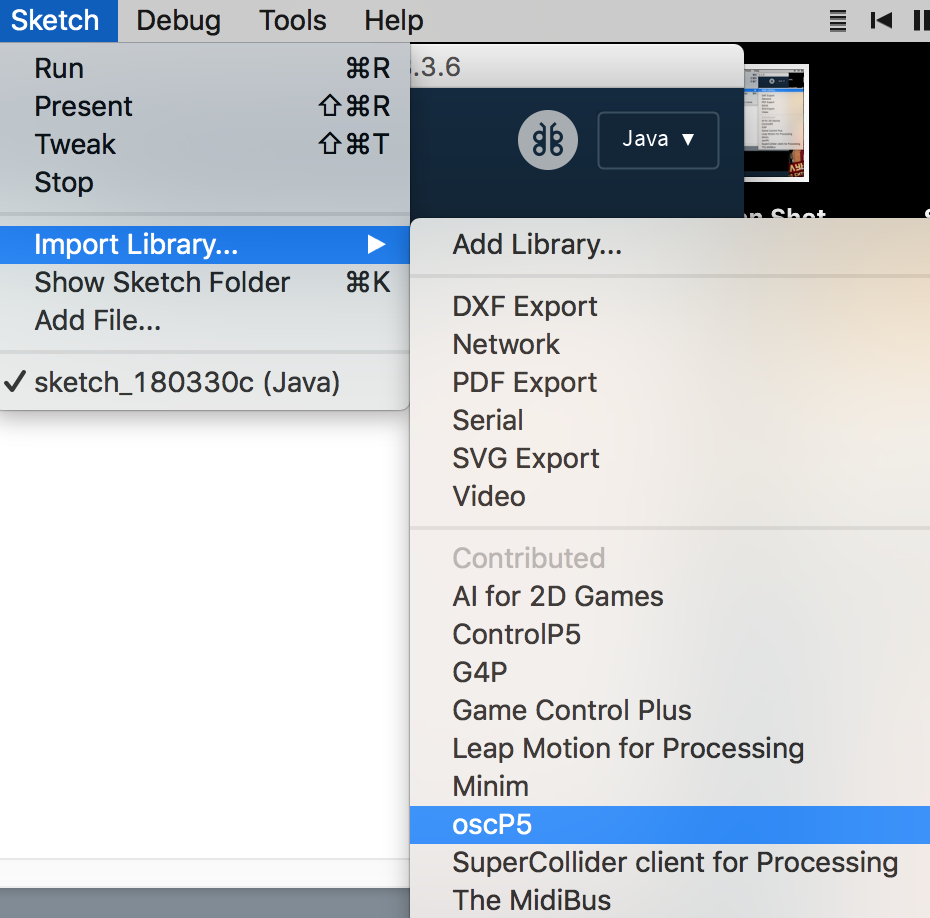 Sketch Debug Tools Help
Run ⌘R
Present ⇧⌘R
Tweak ⇧⌘T
Stop
Import Library... ▶
Show Sketch Folder ⌘K
Add File...
✓ sketch_180330c (Java)
.3.6
Java ▼
Shot
Add Library...
DXF Export
Network
PDF Export
Serial
SVG Export
Video
Contributed
AI for 2D Games
ControlP5
G4P
Game Control Plus
Leap Motion for Processing
Minim
oscP5
SuperCollider client for Processing
The MidiBus